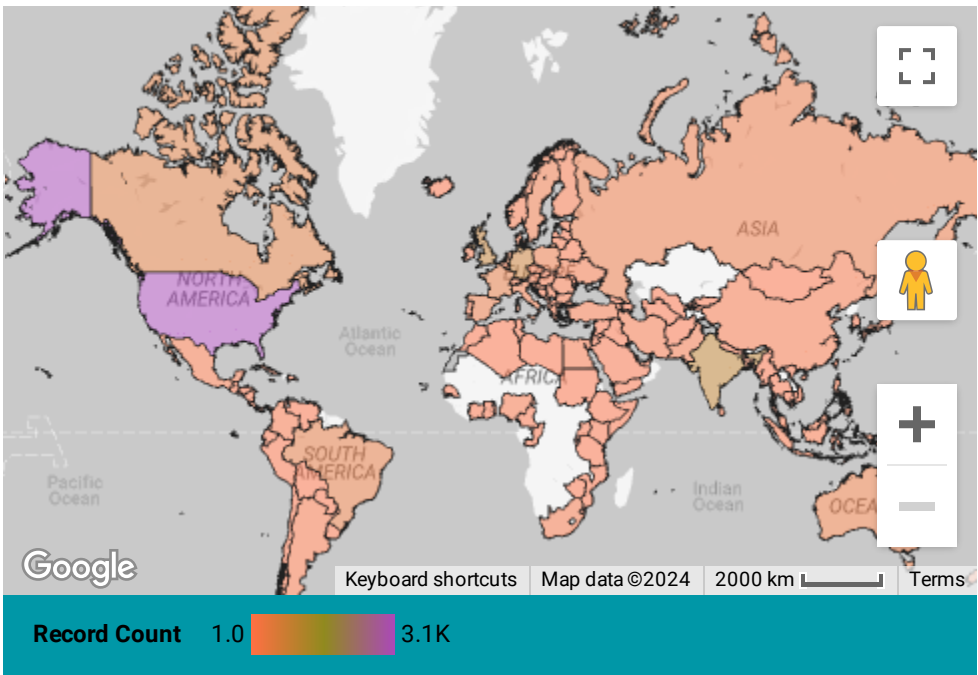 ASIA
NORTH
AMERICA
Atlantic
Ocean
AFRICA
SOUTH
AMERICA
Pacific
Ocean
Indian
Ocean
OCEA
Google
Keyboard shortcuts
Map data ©2024
2000 km
Terms
Record Count 1.0 3.1K